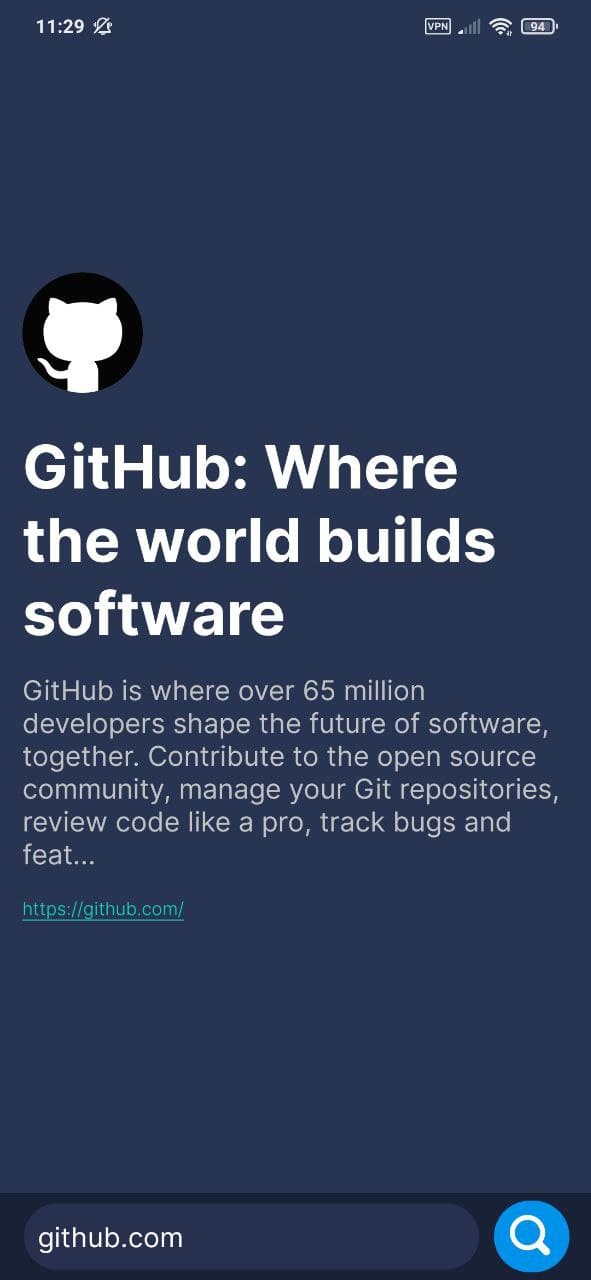 11:29
VPN
94
GitHub: Where
the world builds
software
GitHub is where over 65 million
developers shape the future of software,
together. Contribute to the open source
community, manage your Git repositories,
review code like a pro, track bugs and
feat...
https://github.com/
github.com